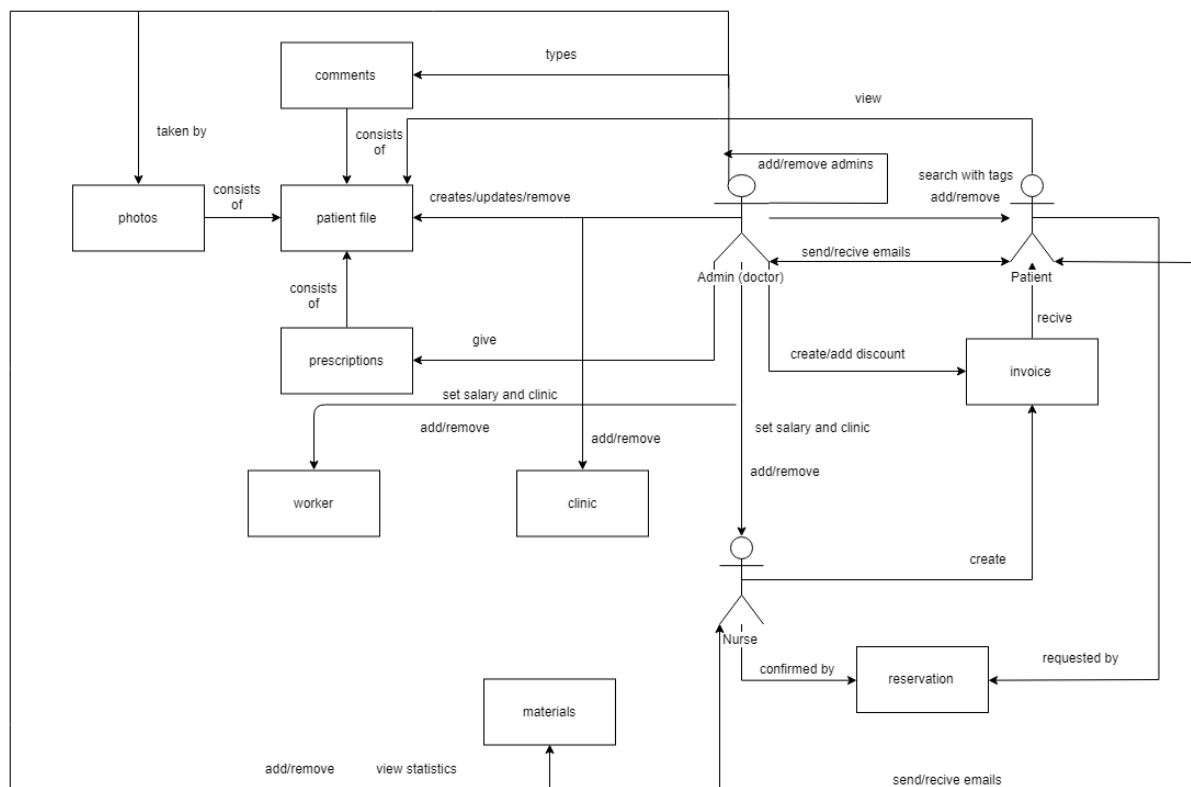 types
comments
view
taken by
consists
of
add/remove admins
search with tags
consists
of
photos
patient file
creates/updates/remove
add/remove
send/recive emails
Admin (doctor)
Patient
consists
of
recive
give
prescriptions
create/add discount
invoice
set salary and clinic
add/remove
add/remove
set salary and clinic
add/remove
worker
clinic
create
Nurse
confirmed by
reservation
requested by
materials
add/remove
view statistics
send/recive emails